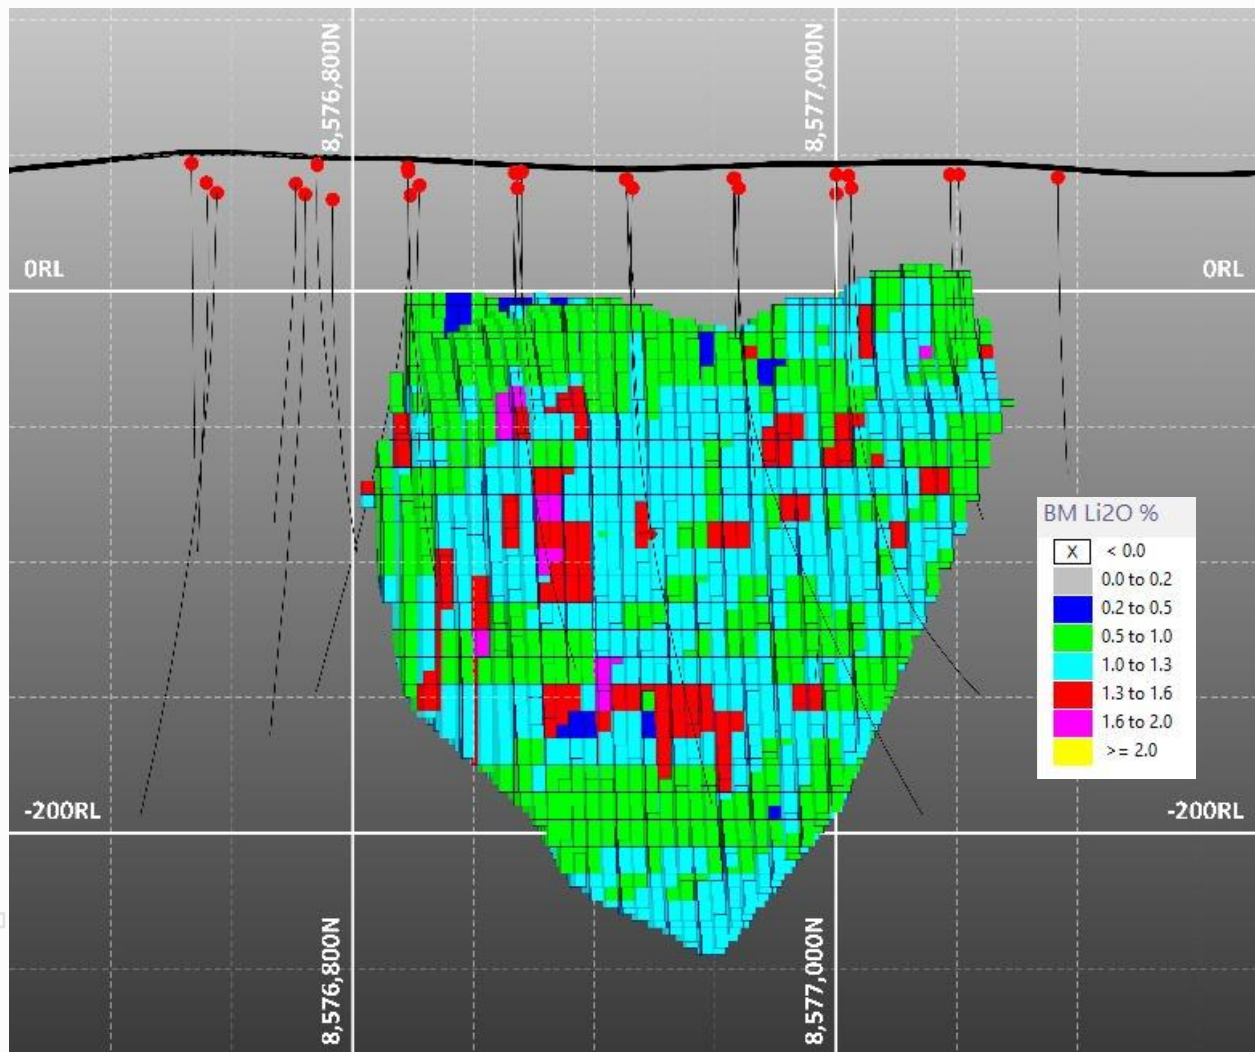 8,576,800N
8,577,000N
0RL
0RL
BM Li2O %
X < 0.0
0.0 to 0.2
0.2 to 0.5
0.5 to 1.0
1.0 to 1.3
1.3 to 1.6
1.6 to 2.0
>= 2.0
-200RL
-200RL
8,576,800N
8,577,000N